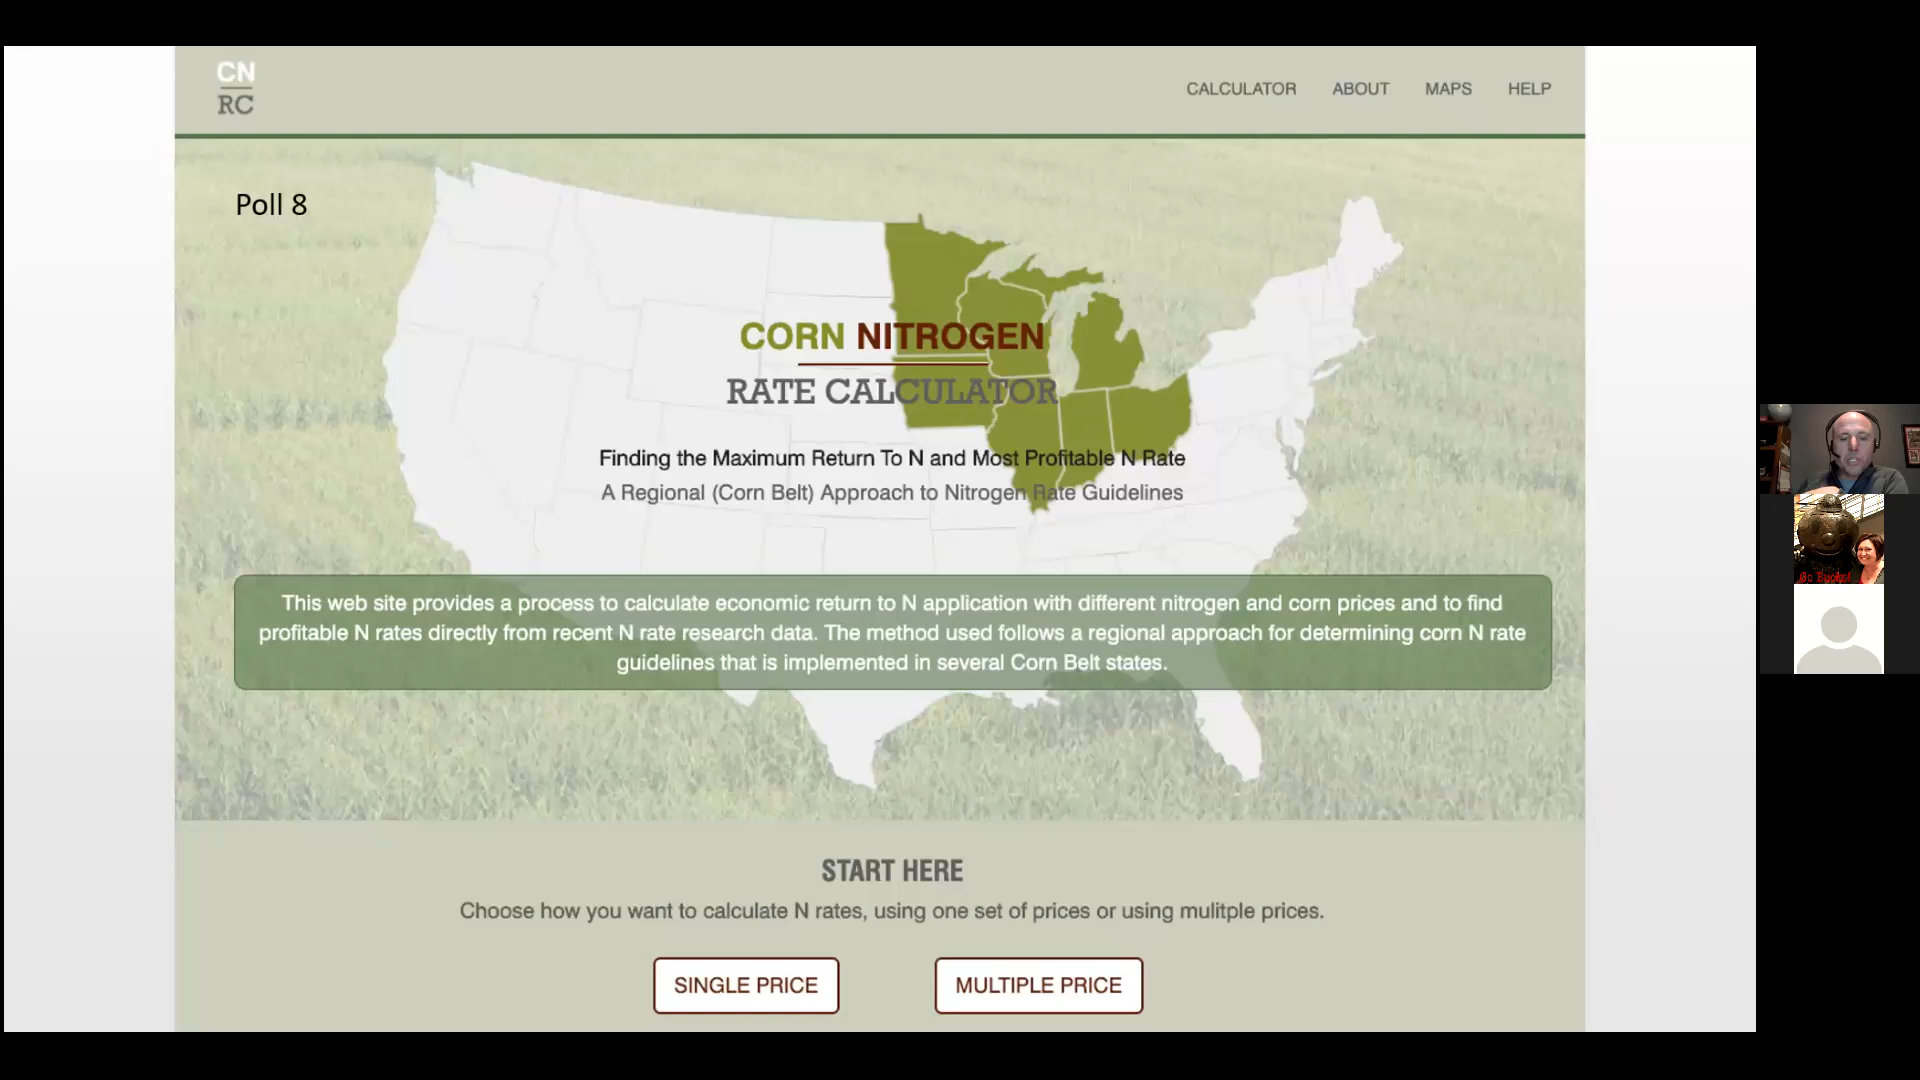 CN
RC
CALCULATOR ABOUT MAPS HELP
Poll 8
CORN NITROGEN
RATE CALCULATOR
Finding the Maximum Return To N and Most Profitable N Rate
A Regional (Corn Belt) Approach to Nitrogen Rate Guidelines
This web site provides a process to calculate economic return to N application with different nitrogen and corn prices and to find
profitable N rates directly from recent N rate research data. The method used follows a regional approach for determining corn N rate
guidelines that is implemented in several Corn Belt states.
START HERE
Choose how you want to calculate N rates, using one set of prices or using mulitple prices.
SINGLE PRICE MULTIPLE PRICE
Go Bucks!